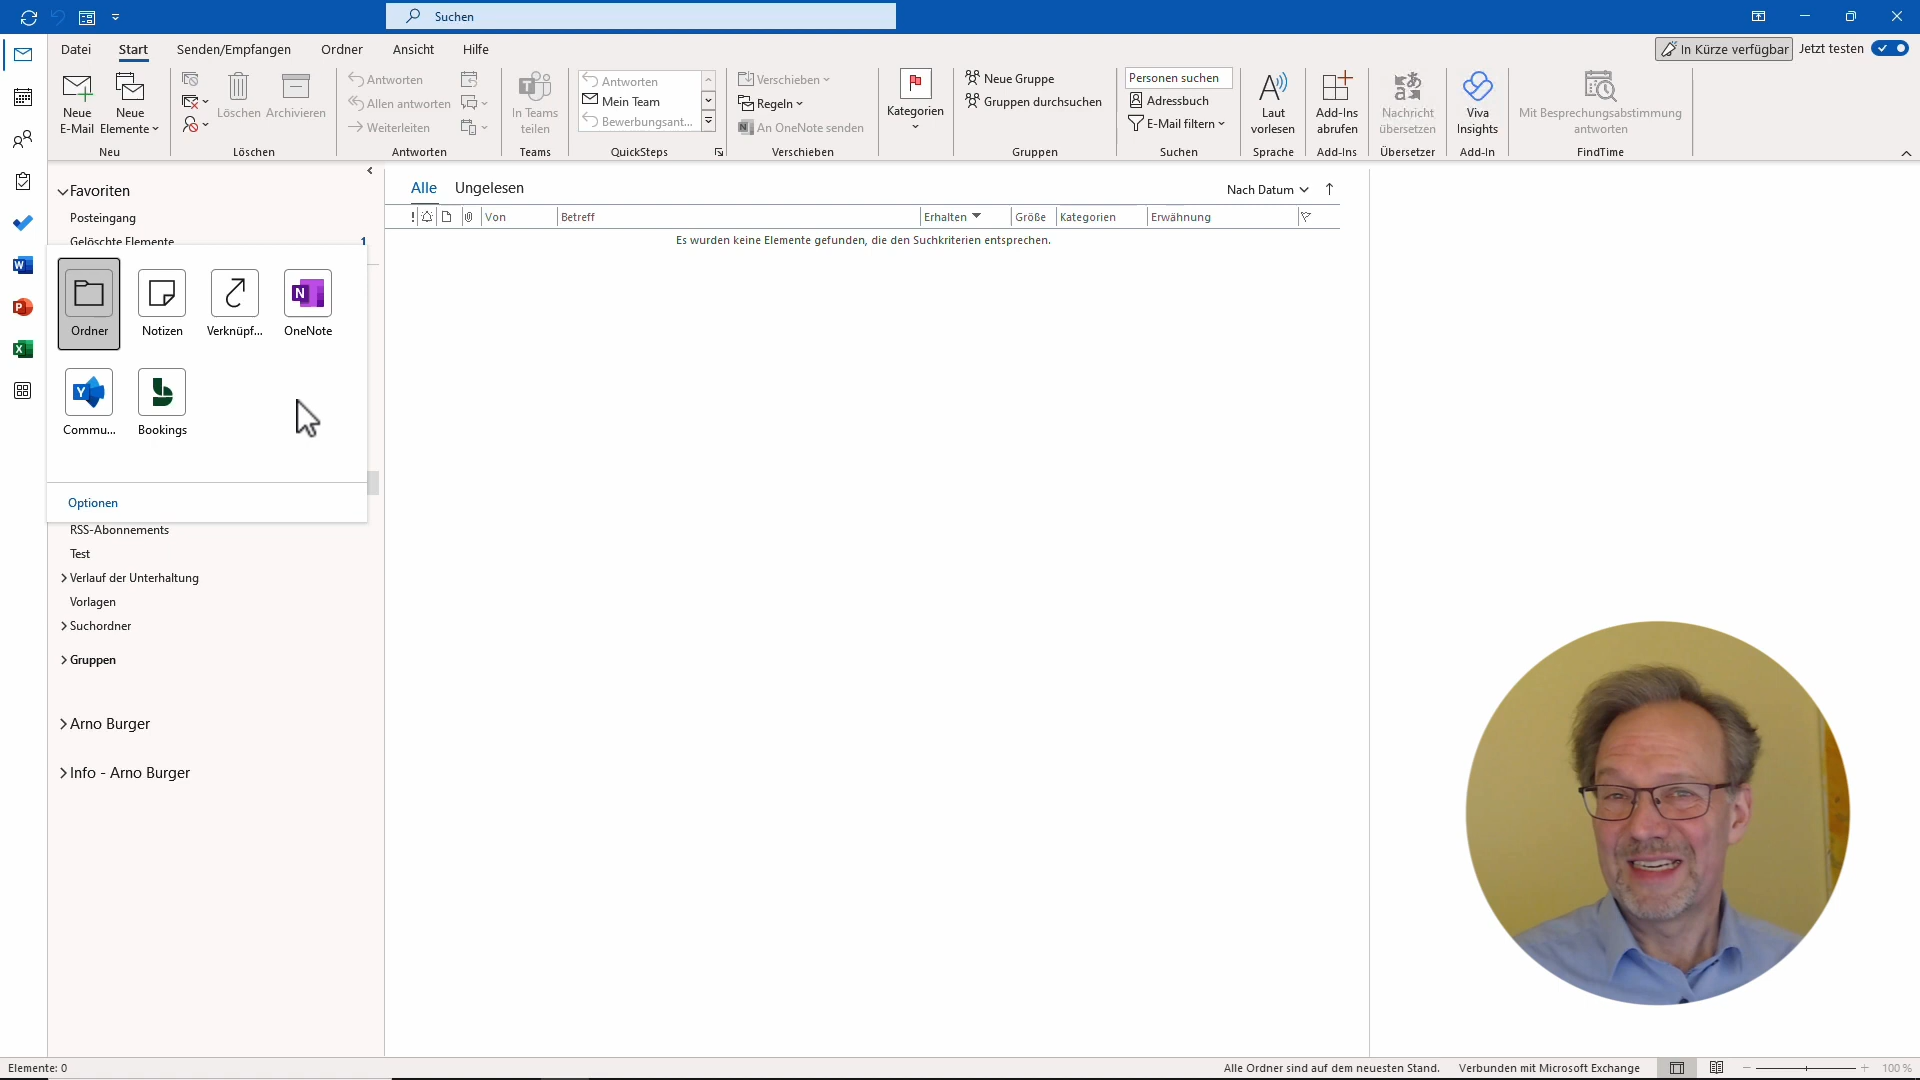 Suchen
Datei Start Senden/Empfangen Ordner Ansicht Hilfe
In Kürze verfügbar Jetzt testen
Neue
E-Mail
Neue
Elemente
Neu
Löschen
Archivieren
Löschen
Antworten
Allen antworten
Weiterleiten
Antworten
In Teams
teilen
Teams
Antworten
Mein Team
Bewerbungsant...
QuickSteps
Verschieben
Regeln
An OneNote senden
Verschieben
Kategorien
Neue Gruppe
Gruppen durchsuchen
Gruppen
Personen suchen
Adressbuch
E-Mail filtern
Suchen
Laut
vorlesen
Sprache
Add-Ins
abrufen
Add-Ins
Nachricht
übersetzen
Übersetzer
Viva
Insights
Add-In
Mit Besprechungsabstimmung
antworten
FindTime
Favoriten
Posteingang
Gelöschte Elemente 1
Ordner
Notizen
Verknüpf...
OneNote
Commu...
Bookings
Optionen
RSS-Abonnements
Test
Verlauf der Unterhaltung
Vorlagen
Suchordner
Gruppen
Arno Burger
Info - Arno Burger
Alle Ungelesen
Nach Datum
Von Betreff Erhalten Größe Kategorien Erwähnung
Es wurden keine Elemente gefunden, die den Suchkriterien entsprechen.
Elemente: 0
Alle Ordner sind auf dem neuesten Stand. Verbunden mit Microsoft Exchange
100 %